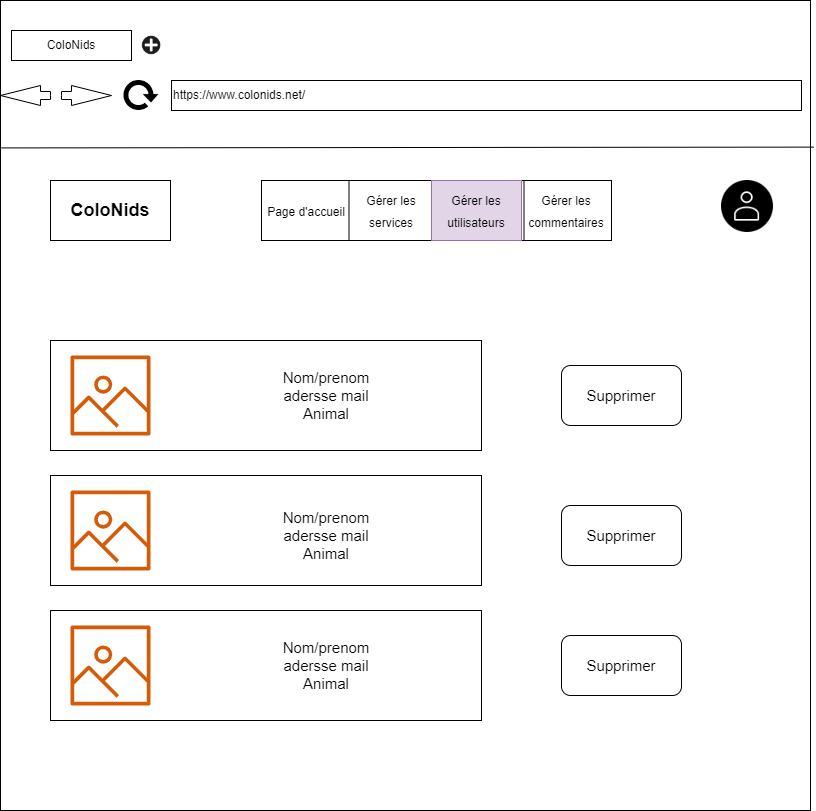 ColoNids
https://www.colonids.net/
ColoNids
Page d'accueil
Gérer les
services
Gérer les
utilisateurs
Gérer les
commentaires
Nom/prenom
adersse mail
Animal
Supprimer
Nom/prenom
adersse mail
Animal
Supprimer
Nom/prenom
adersse mail
Animal
Supprimer